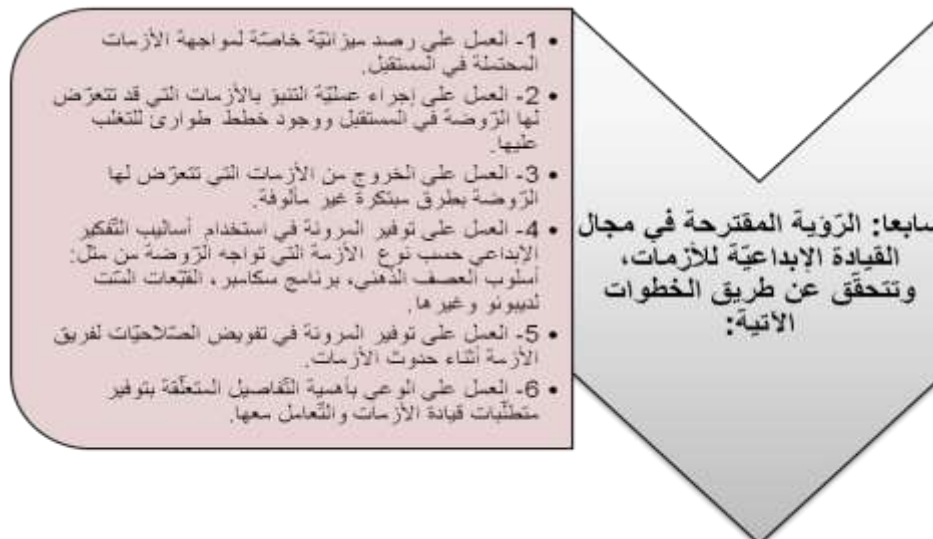 سابعا: الرّؤية المقترحة في مجال
القيادة الإبداعيّة للأزمات،
وتتحقّق عن طريق الخطوات
الآتية:
• 1- العمل على رصد ميزانيّة خاصّة لمواجهة الأزمات
المحتملة في المستقبل.
• 2- العمل على إجراء عمليّة التنبؤ بالأزمات التي قد تتعرّض
لها الرّوضة في المستقبل ووجود خطط طوارئ للتغلب
عليها.
• 3- العمل على الخروج من الأزمات التي تتعرّض لها
الرّوضة بطرق مبتكرة غير مألوفة.
• 4- العمل على توفير المرونة في استخدام أساليب التّفكير
الإبداعي حسب نوع الأزمة التي تواجه الرّوضة من مثل:
أسلوب العصف الذّهني، برنامج سكامبر، القبّعات السّت
لديبونو وغيرها.
• 5- العمل على توفير المرونة في تفويض الصّلاحيّات لفريق
الأزمة أثناء حدوث الأزمات.
• 6- العمل على الوعي بأهمية التّفاصيل المتعلّقة بتوفير
متطلّبات قيادة الأزمات والتّعامل معها.